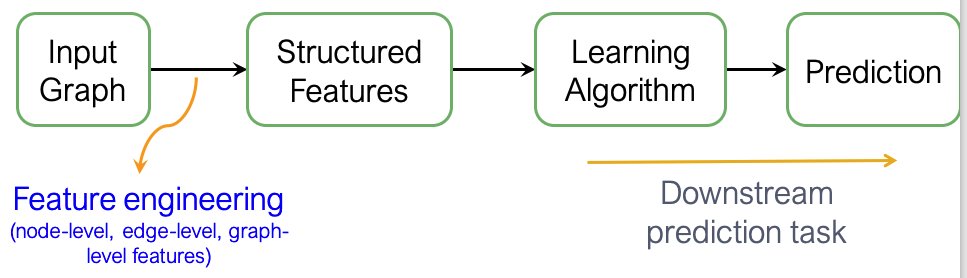 Input
Graph
Structured
Features
Learning
Algorithm
Prediction
Feature engineering
(node-level, edge-level, graph-
level features)
Downstream
prediction task